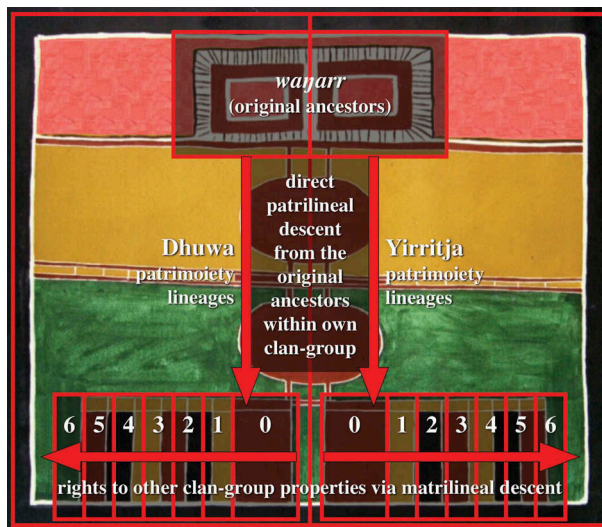 waŋarr
(original ancestors)
direct
patrilineal
descent
from the
original
ancestors
within own
clan-group
Dhuwa
patrimoiety
lineages
Yirritja
patrimoiety
lineages
6 5 4 3 2 1 0 0 1 2 3 4 5 6
rights to other clan-group properties via matrilineal descent